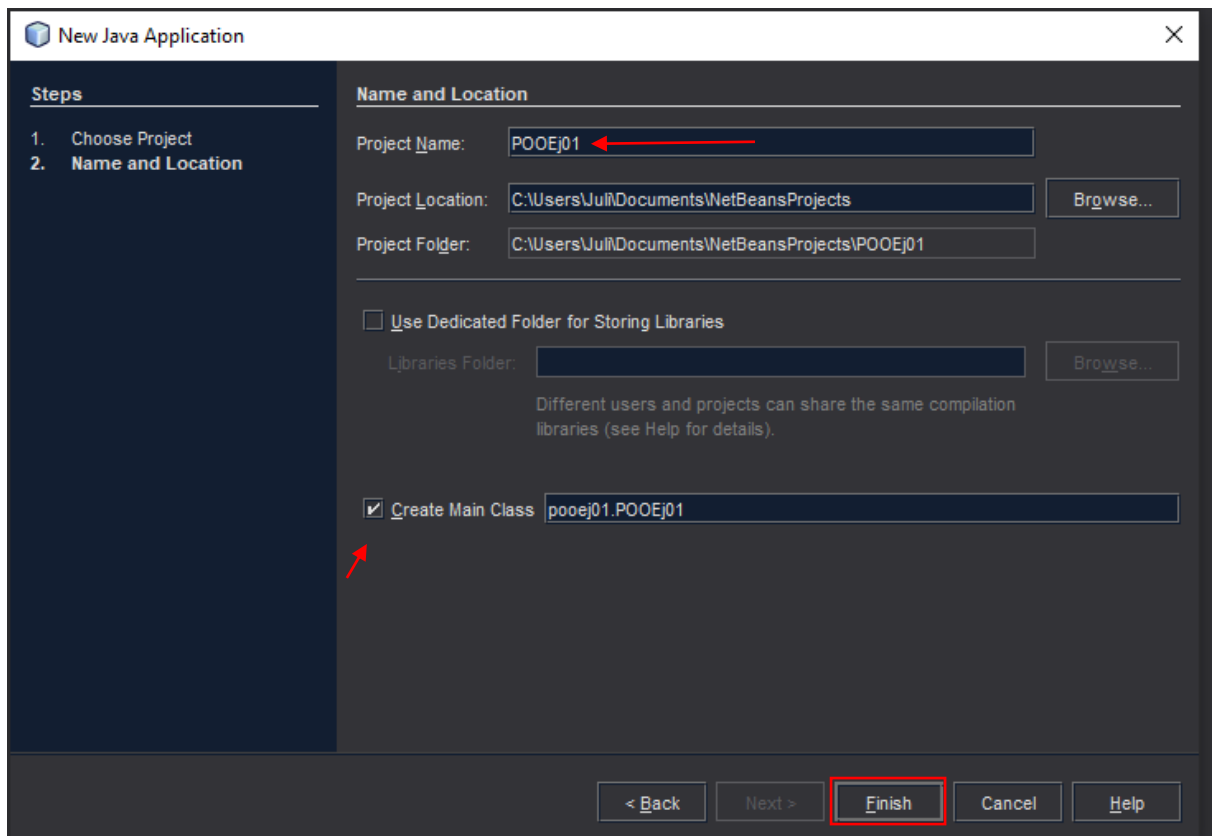 New Java Application
Steps
1. Choose Project
2. Name and Location
Name and Location
Project Name: POOEj01
Project Location: C:\Users\Juli\Documents\NetBeansProjects Browse...
Project Folder: C:\Users\Juli\Documents\NetBeansProjects\POOEj01
Use Dedicated Folder for Storing Libraries
Libraries Folder: Browse...
Different users and projects can share the same compilation
libraries (see Help for details).
Create Main Class pooej01.POOEj01
< Back Next > Finish Cancel Help